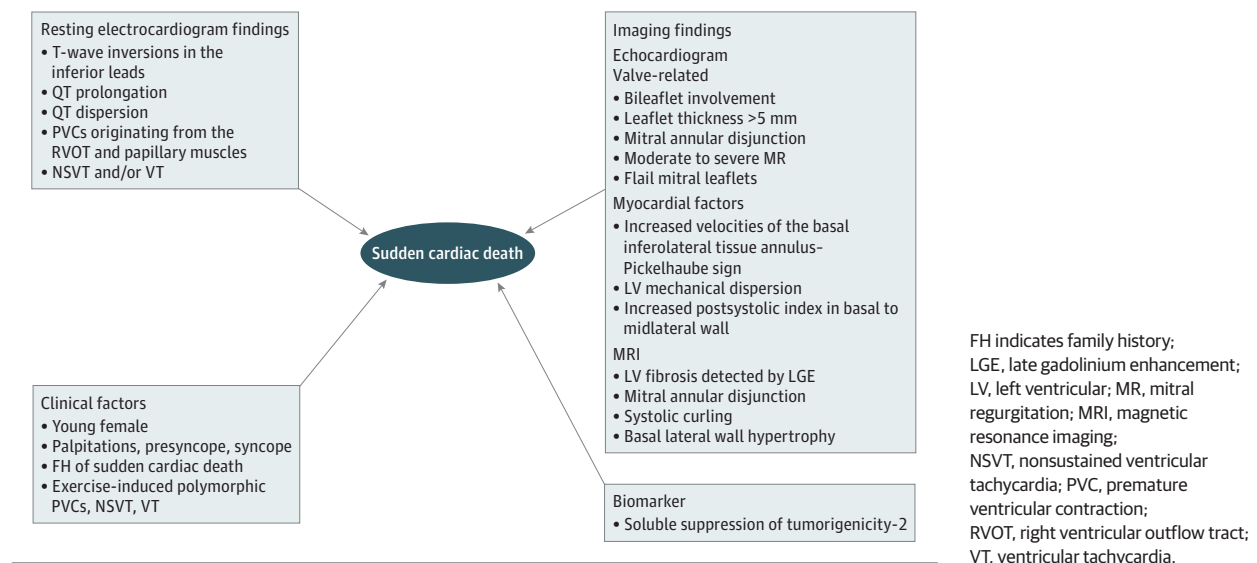 Resting electrocardiogram findings
• T-wave inversions in the
inferior leads
• QT prolongation
• QT dispersion
• PVCs originating from the
RVOT and papillary muscles
• NSVT and/or VT
Imaging findings
Echocardiogram
Valve-related
• Bileaflet involvement
• Leaflet thickness >5 mm
• Mitral annular disjunction
• Moderate to severe MR
• Flail mitral leaflets
Myocardial factors
• Increased velocities of the basal
inferolateral tissue annulus–
Pickelhaube sign
• LV mechanical dispersion
• Increased postsystolic index in basal to
midlateral wall
MRI
• LV fibrosis detected by LGE
• Mitral annular disjunction
• Systolic curling
• Basal lateral wall hypertrophy
Sudden cardiac death
Clinical factors
• Young female
• Palpitations, presyncope, syncope
• FH of sudden cardiac death
• Exercise-induced polymorphic
PVCs, NSVT, VT
Biomarker
• Soluble suppression of tumorigenicity-2
FH indicates family history;
LGE, late gadolinium enhancement;
LV, left ventricular; MR, mitral
regurgitation; MRI, magnetic
resonance imaging;
NSVT, nonsustained ventricular
tachycardia; PVC, premature
ventricular contraction;
RVOT, right ventricular outflow tract;
VT, ventricular tachycardia.